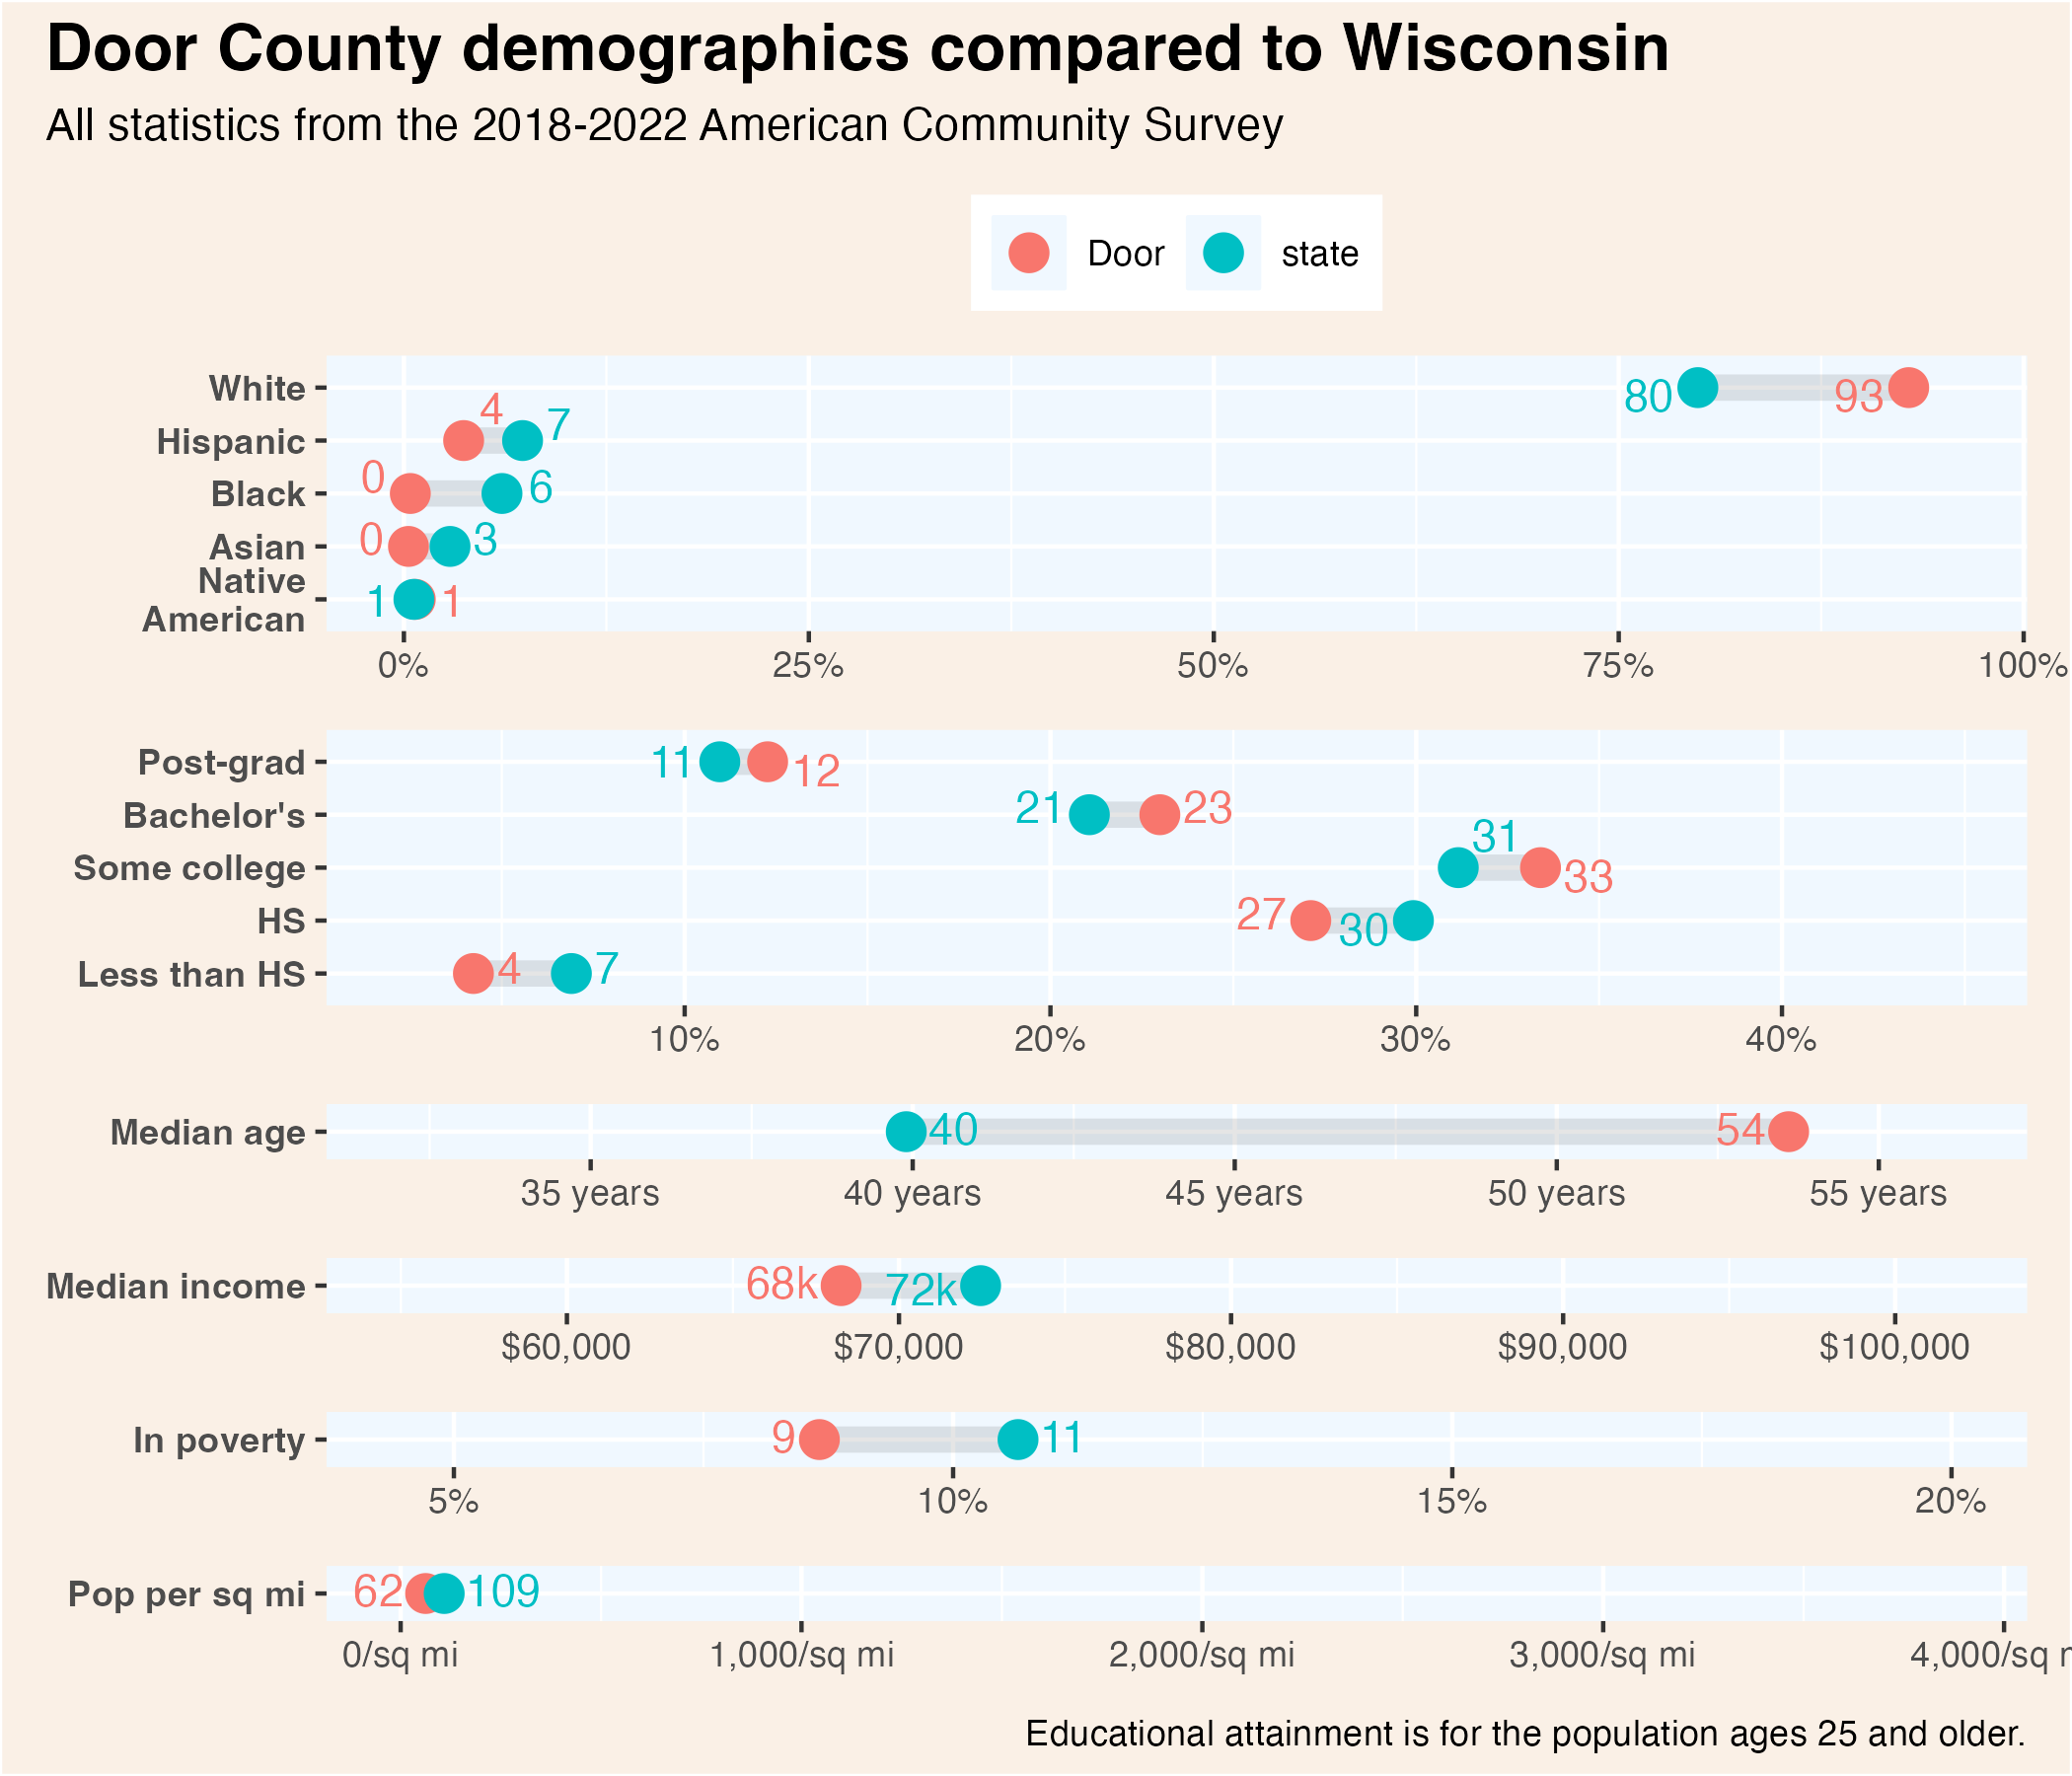 Door County demographics compared to Wisconsin
All statistics from the 2018-2022 American Community Survey
Door state
White 80 93
Hispanic 4 7
Black 0 6
Asian 0 3
Native
American 1 1
0% 25% 50% 75% 100%
Post-grad 11 12
Bachelor's 21 23
Some college 31 33
HS 27 30
Less than HS 4 7
10% 20% 30% 40%
Median age 40 54
35 years 40 years 45 years 50 years 55 years
Median income 68k 72k
$60,000 $70,000 $80,000 $90,000 $100,000
In poverty 9 11
5% 10% 15% 20%
Pop per sq mi 62 109
0/sq mi 1,000/sq mi 2,000/sq mi 3,000/sq mi 4,000/sq
Educational attainment is for the population ages 25 and older.